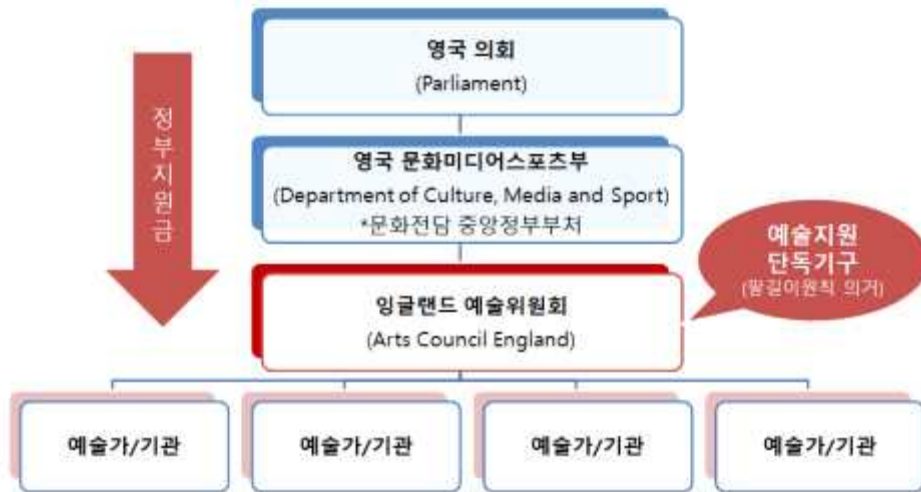 영국 의회
(Parliament)
정부지원금
영국 문화미디어스포츠부
(Department of Culture, Media and Sport)
*문화전담 중앙정부부처
예술지원
단독기구
(팔길이원칙 의거)
잉글랜드 예술위원회
(Arts Council England)
예술가/기관
예술가/기관
예술가/기관
예술가/기관